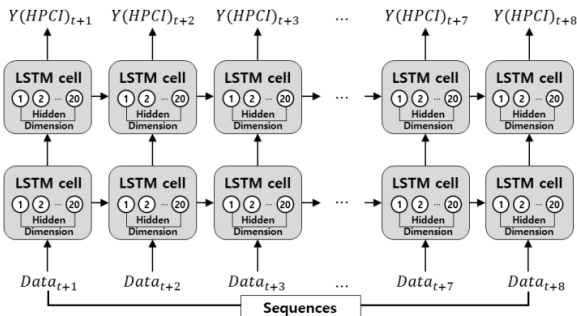 Y(HPCI)t+1 Y(HPCI)t+2 Y(HPCI)t+3 ... Y(HPCI)t+7 Y(HPCI)t+8
LSTM cell LSTM cell LSTM cell LSTM cell LSTM cell
1 2 ... 20 1 2 ... 20 1 2 ... 20 ... 1 2 ... 20 1 2 ... 20
Hidden Hidden Hidden Hidden Hidden
Dimension Dimension Dimension Dimension Dimension
LSTM cell LSTM cell LSTM cell LSTM cell LSTM cell
1 2 ... 20 1 2 ... 20 1 2 ... 20 ... 1 2 ... 20 1 2 ... 20
Hidden Hidden Hidden Hidden Hidden
Dimension Dimension Dimension Dimension Dimension
Datat+1 Datat+2 Datat+3 ... Datat+7 Datat+8
Sequences